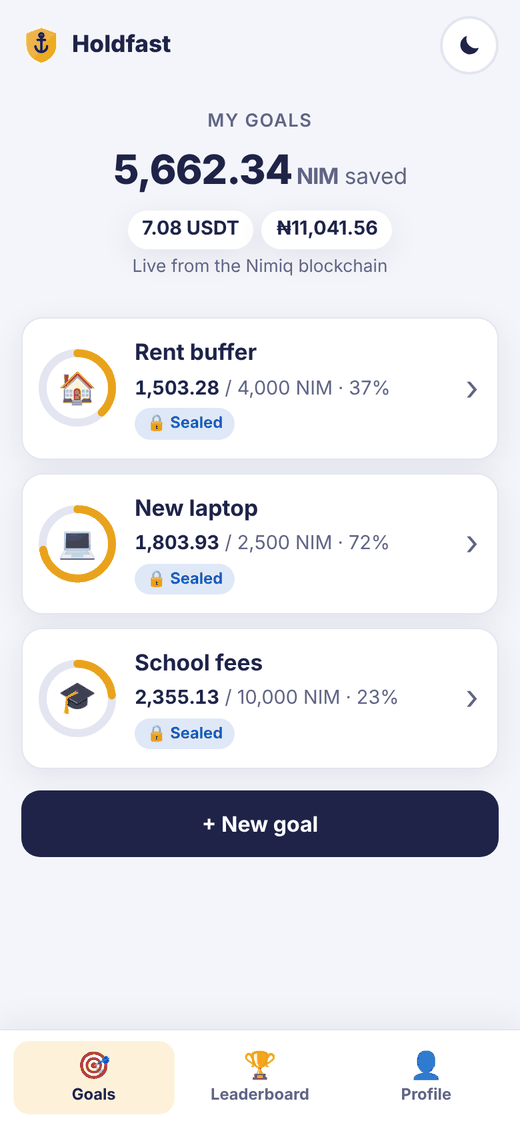 Holdfast
MY GOALS
5,662.34 NIM saved
7.08 USDT ₦11,041.56
Live from the Nimiq blockchain
Rent buffer
1,503.28 / 4,000 NIM · 37%
Sealed
New laptop
1,803.93 / 2,500 NIM · 72%
Sealed
School fees
2,355.13 / 10,000 NIM · 23%
Sealed
+ New goal
Goals Leaderboard Profile